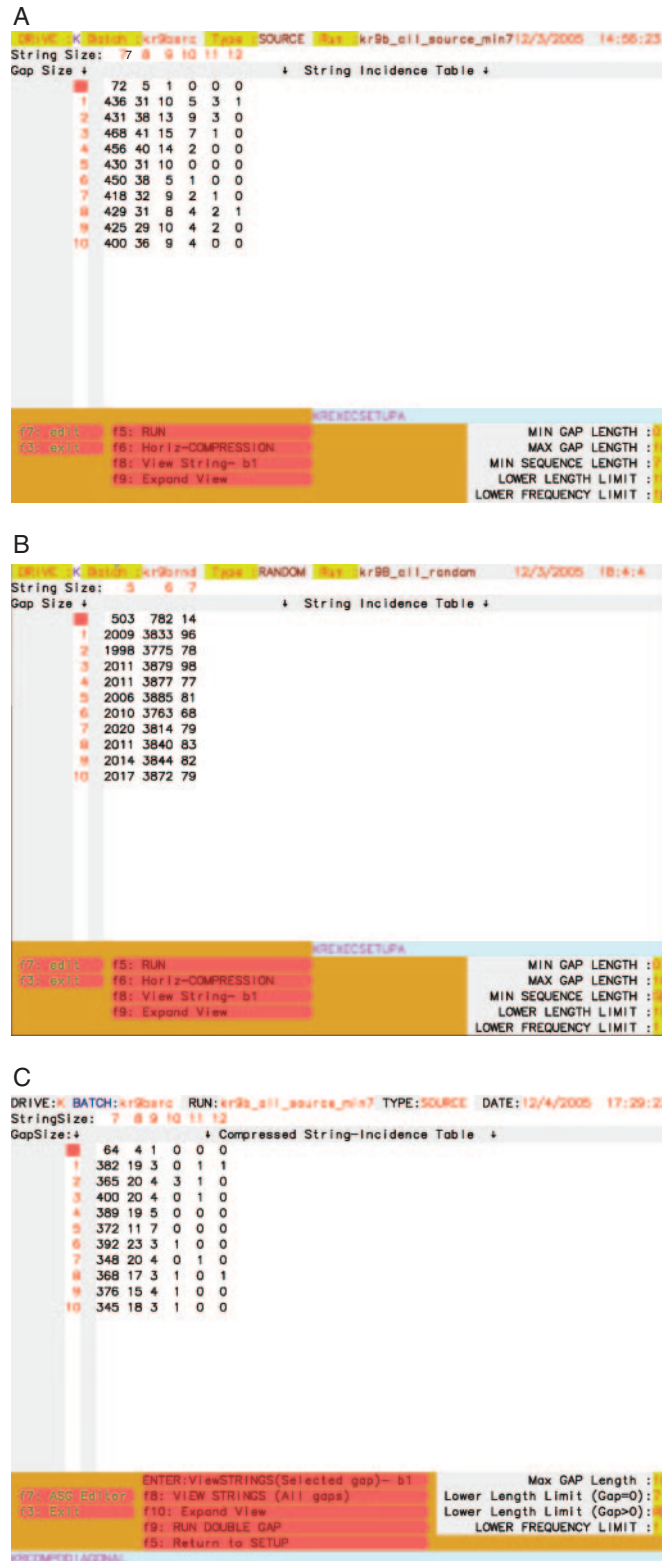 A
DRIVE :K Batch :kr9bsrc Type :SOURCE Run :kr9b_all_source_min7 12/3/2005 14:56:23
String Size: 7 7 8 9 10 11 12
Gap Size ↓ ↓ String Incidence Table ↓
72 5 1 0 0 0
1 436 31 10 5 3 1
2 431 38 13 9 3 0
3 468 41 15 7 1 0
4 456 40 14 2 0 0
5 430 31 10 0 0 0
6 450 38 5 1 0 0
7 418 32 9 2 1 0
8 429 31 8 4 2 1
9 425 29 10 4 2 0
10 400 36 9 4 0 0
KREXECSETUPA
f7: edit f5: RUN MIN GAP LENGTH :
f3: exit f6: Horiz-COMPRESSION MAX GAP LENGTH :
f8: View String- b1 MIN SEQUENCE LENGTH :
f9: Expand View LOWER LENGTH LIMIT :
LOWER FREQUENCY LIMIT :
B
DRIVE :K Batch :kr9brnd Type :RANDOM Run :kr9B_all_random 12/3/2005 18:4:4
String Size: 5 6 7
Gap Size ↓ ↓ String Incidence Table ↓
503 782 14
1 2009 3833 96
2 1998 3775 78
3 2011 3879 98
4 2011 3877 77
5 2006 3885 81
6 2010 3763 68
7 2020 3814 79
8 2011 3840 83
9 2014 3844 82
10 2017 3872 79
KREXECSETUPA
f7: edit f5: RUN MIN GAP LENGTH :
f3: exit f6: Horiz-COMPRESSION MAX GAP LENGTH :
f8: View String- b1 MIN SEQUENCE LENGTH :
f9: Expand View LOWER LENGTH LIMIT :
LOWER FREQUENCY LIMIT :
C
DRIVE:K BATCH:kr9bsrc RUN:kr9b_all_source_min7 TYPE:SOURCE DATE:12/4/2005 17:29:2
StringSize: 7 8 9 10 11 12
GapSize:↓ ↓ Compressed String-Incidence Table ↓
64 4 1 0 0 0
1 382 19 3 0 1 1
2 365 20 4 3 1 0
3 400 20 4 0 1 0
4 389 19 5 0 0 0
5 372 11 7 0 0 0
6 392 23 3 1 0 0
7 348 20 4 0 1 0
8 368 17 3 1 0 1
9 376 15 4 1 0 0
10 345 18 3 1 0 0
ENTER:ViewSTRINGS(Selected gap)- b1 Max GAP Length :
f7: ASG Editor f8: VIEW STRINGS (All gaps) Lower Length Limit (Gap=0):
f3: Exit f10: Expand View Lower Length Limit (Gap>0):
f9: RUN DOUBLE GAP LOWER FREQUENCY LIMIT :
f5: Return to SETUP
KRCOMPDIAGONAL